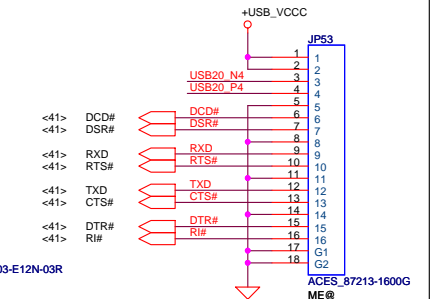 +USB_VCCC
JP53
1 1
2 2
USB20_N4 3 3
USB20_P4 4 4
5 5
<41> DCD# DCD# 6 6
<41> DSR# DSR# 7 7
8 8
<41> RXD RXD 9 9
<41> RTS# RTS# 10 10
11 11
<41> TXD TXD 12 12
<41> CTS# CTS# 13 13
14 14
<41> DTR# DTR# 15 15
<41> RI# RI# 16 16
17 G1
18 G2
03-E12N-03R
ACES_87213-1600G
ME@